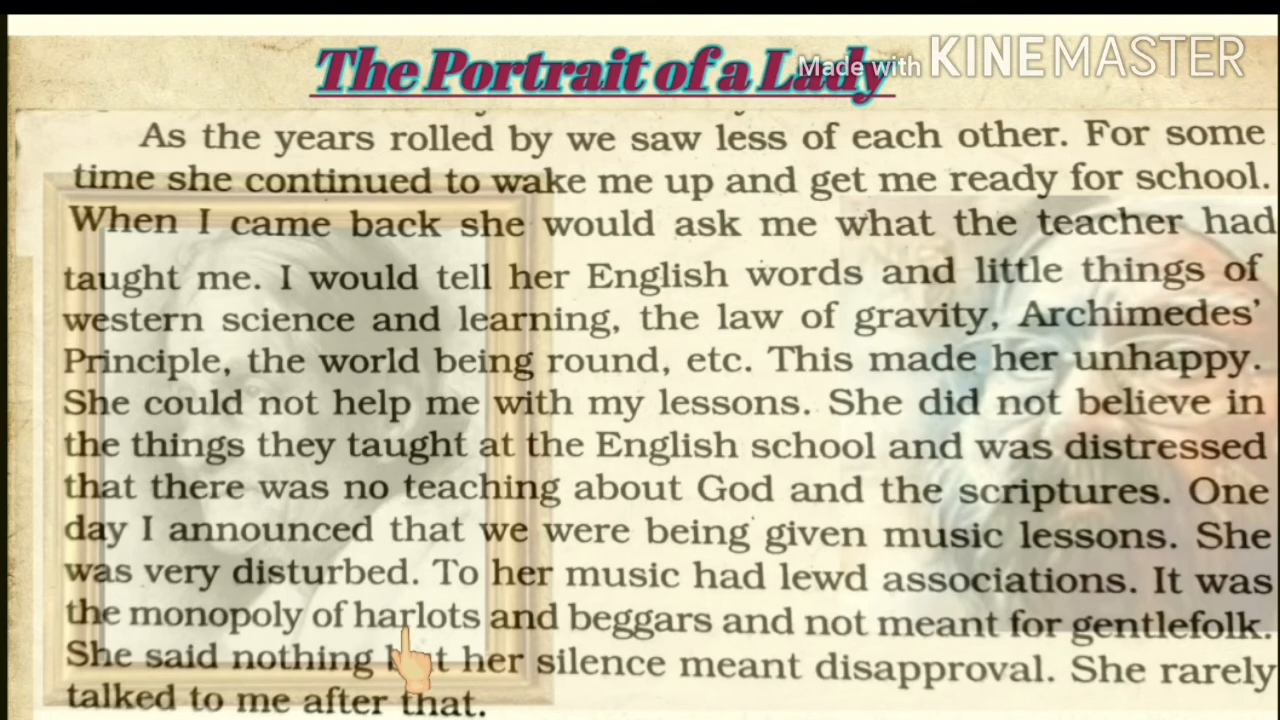 The Portrait of a Lady
Made with KINEMASTER
As the years rolled by we saw less of each other. For some
time she continued to wake me up and get me ready for school.
When I came back she would ask me what the teacher had
taught me. I would tell her English words and little things of
western science and learning, the law of gravity, Archimedes'
Principle, the world being round, etc. This made her unhappy.
She could not help me with my lessons. She did not believe in
the things they taught at the English school and was distressed
that there was no teaching about God and the scriptures. One
day I announced that we were being given music lessons. She
was very disturbed. To her music had lewd associations. It was
the monopoly of harlots and beggars and not meant for gentlefolk.
She said nothing but her silence meant disapproval. She rarely
talked to me after that.